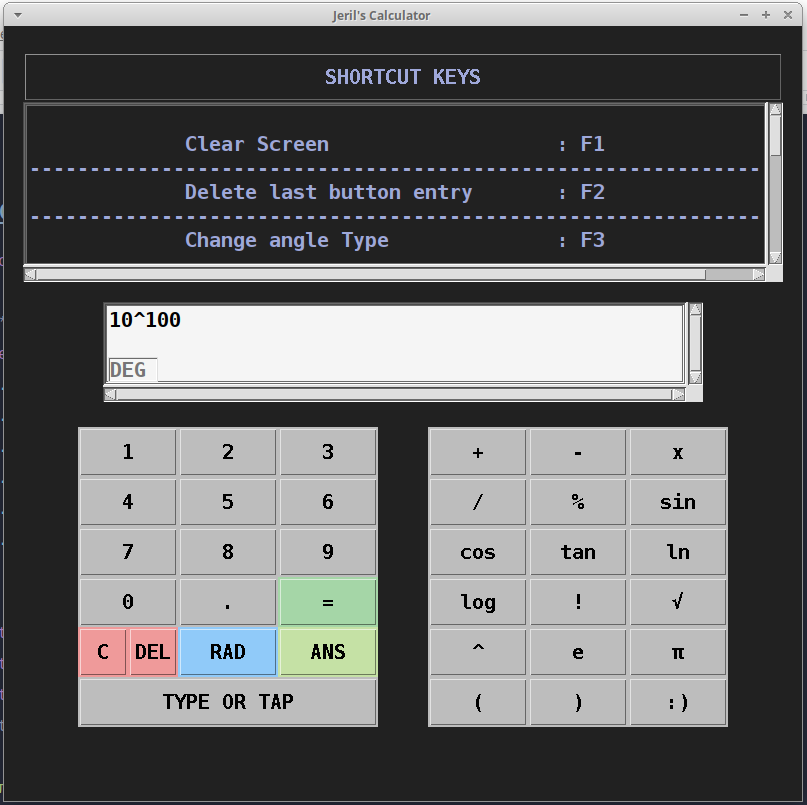 Jeril's Calculator
SHORTCUT KEYS
Clear Screen : F1
--------------------------------------------------------------
Delete last button entry : F2
--------------------------------------------------------------
Change angle Type : F3
10^100
DEG
1 2 3 + - x
4 5 6 / % sin
7 8 9 cos tan ln
0 . = log ! √
C DEL RAD ANS ^ e π
TYPE OR TAP ( ) :)